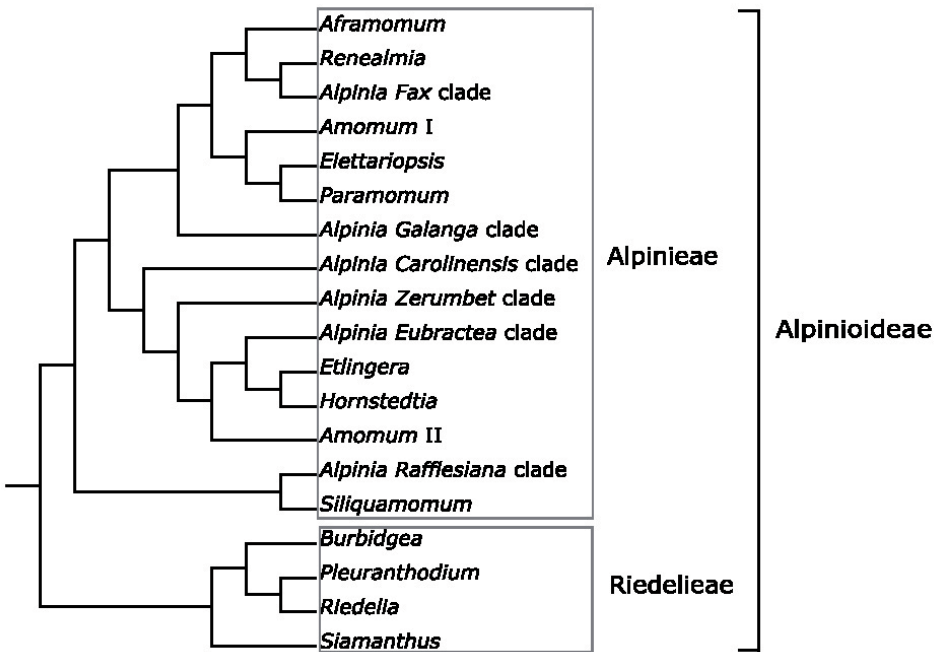 Aframomum
Renealmia
Alpinia Fax clade
Amomum I
Elettariopsis
Paramomum
Alpinia Galanga clade
Alpinia Carolinensis clade
Alpinieae
Alpinia Zerumbet clade
Alpinioideae
Alpinia Eubractea clade
Etlingera
Hornstedtia
Amomum II
Alpinia Rafflesiana clade
Siliquamomum
Burbidgea
Pleuranthodium
Riedelieae
Riedelia
Siamanthus